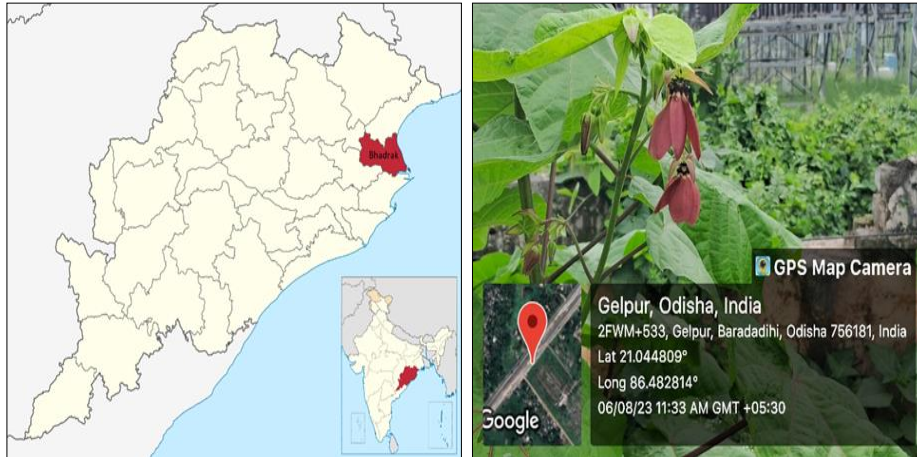 Bhadrak
GPS Map Camera
Gelpur, Odisha, India
2FWM+533, Gelpur, Baradadihi, Odisha 756181, India
Lat 21.044809°
Long 86.482814°
06/08/23 11:33 AM GMT +05:30
Google